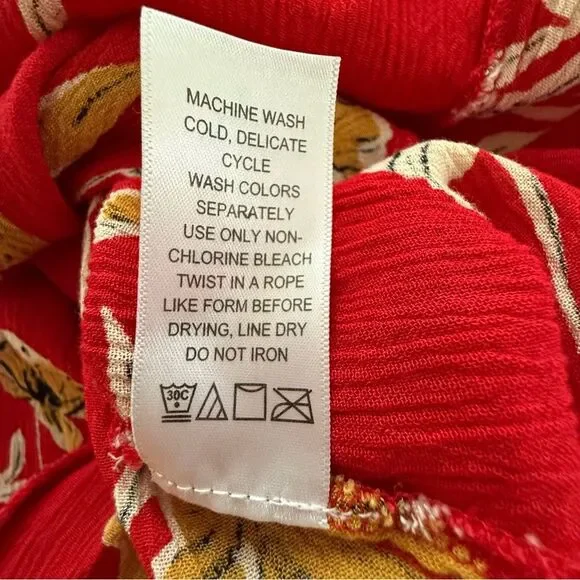 MACHINE WASH
COLD, DELICATE
CYCLE
WASH COLORS
SEPARATELY
USE ONLY NON-
CHLORINE BLEACH
TWIST IN A ROPE
LIKE FORM BEFORE
DRYING, LINE DRY
DO NOT IRON
30C